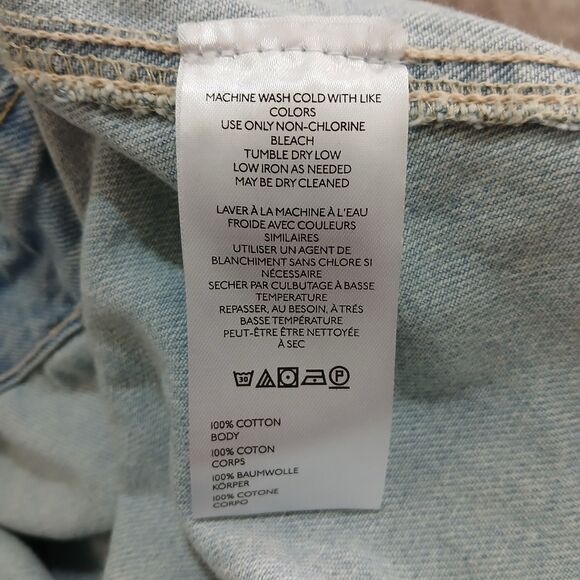 MACHINE WASH COLD WITH LIKE
COLORS
USE ONLY NON-CHLORINE
BLEACH
TUMBLE DRY LOW
LOW IRON AS NEEDED
MAY BE DRY CLEANED
LAVER À LA MACHINE À L'EAU
FROIDE AVEC COULEURS
SIMILAIRES
UTILISER UN AGENT DE
BLANCHIMENT SANS CHLORE SI
NÉCESSAIRE
SECHER PAR CULBUTAGE À BASSE
TEMPERATURE
REPASSER, AU BESOIN, À TRÉS
BASSE TEMPÉRATURE
PEUT-ÊTRE ÊTRE NETTOYÉE
À SEC
30 P
100% COTTON
BODY
100% COTON
CORPS
100% BAUMWOLLE
KÖRPER
100% COTONE
CORPO